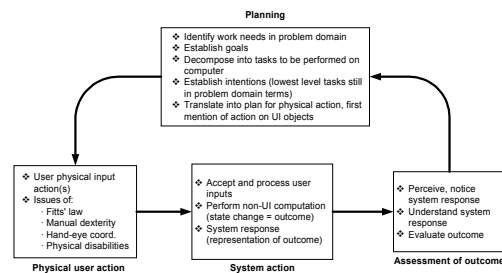 Planning
❖ Identify work needs in problem domain
❖ Establish goals
❖ Decompose into tasks to be performed on
computer
❖ Establish intentions (lowest level tasks still
in problem domain terms)
❖ Translate into plan for physical action, first
mention of action on UI objects
❖ User physical input
action(s)
❖ Issues of:
· Fitts' law
· Manual dexterity
· Hand-eye coord.
· Physical disabilities
Physical user action
❖ Accept and process user
inputs
❖ Perform non-UI computation
(state change = outcome)
❖ System response
(representation of outcome)
System action
❖ Perceive, notice
system response
❖ Understand system
response
❖ Evaluate outcome
Assessment of outcome